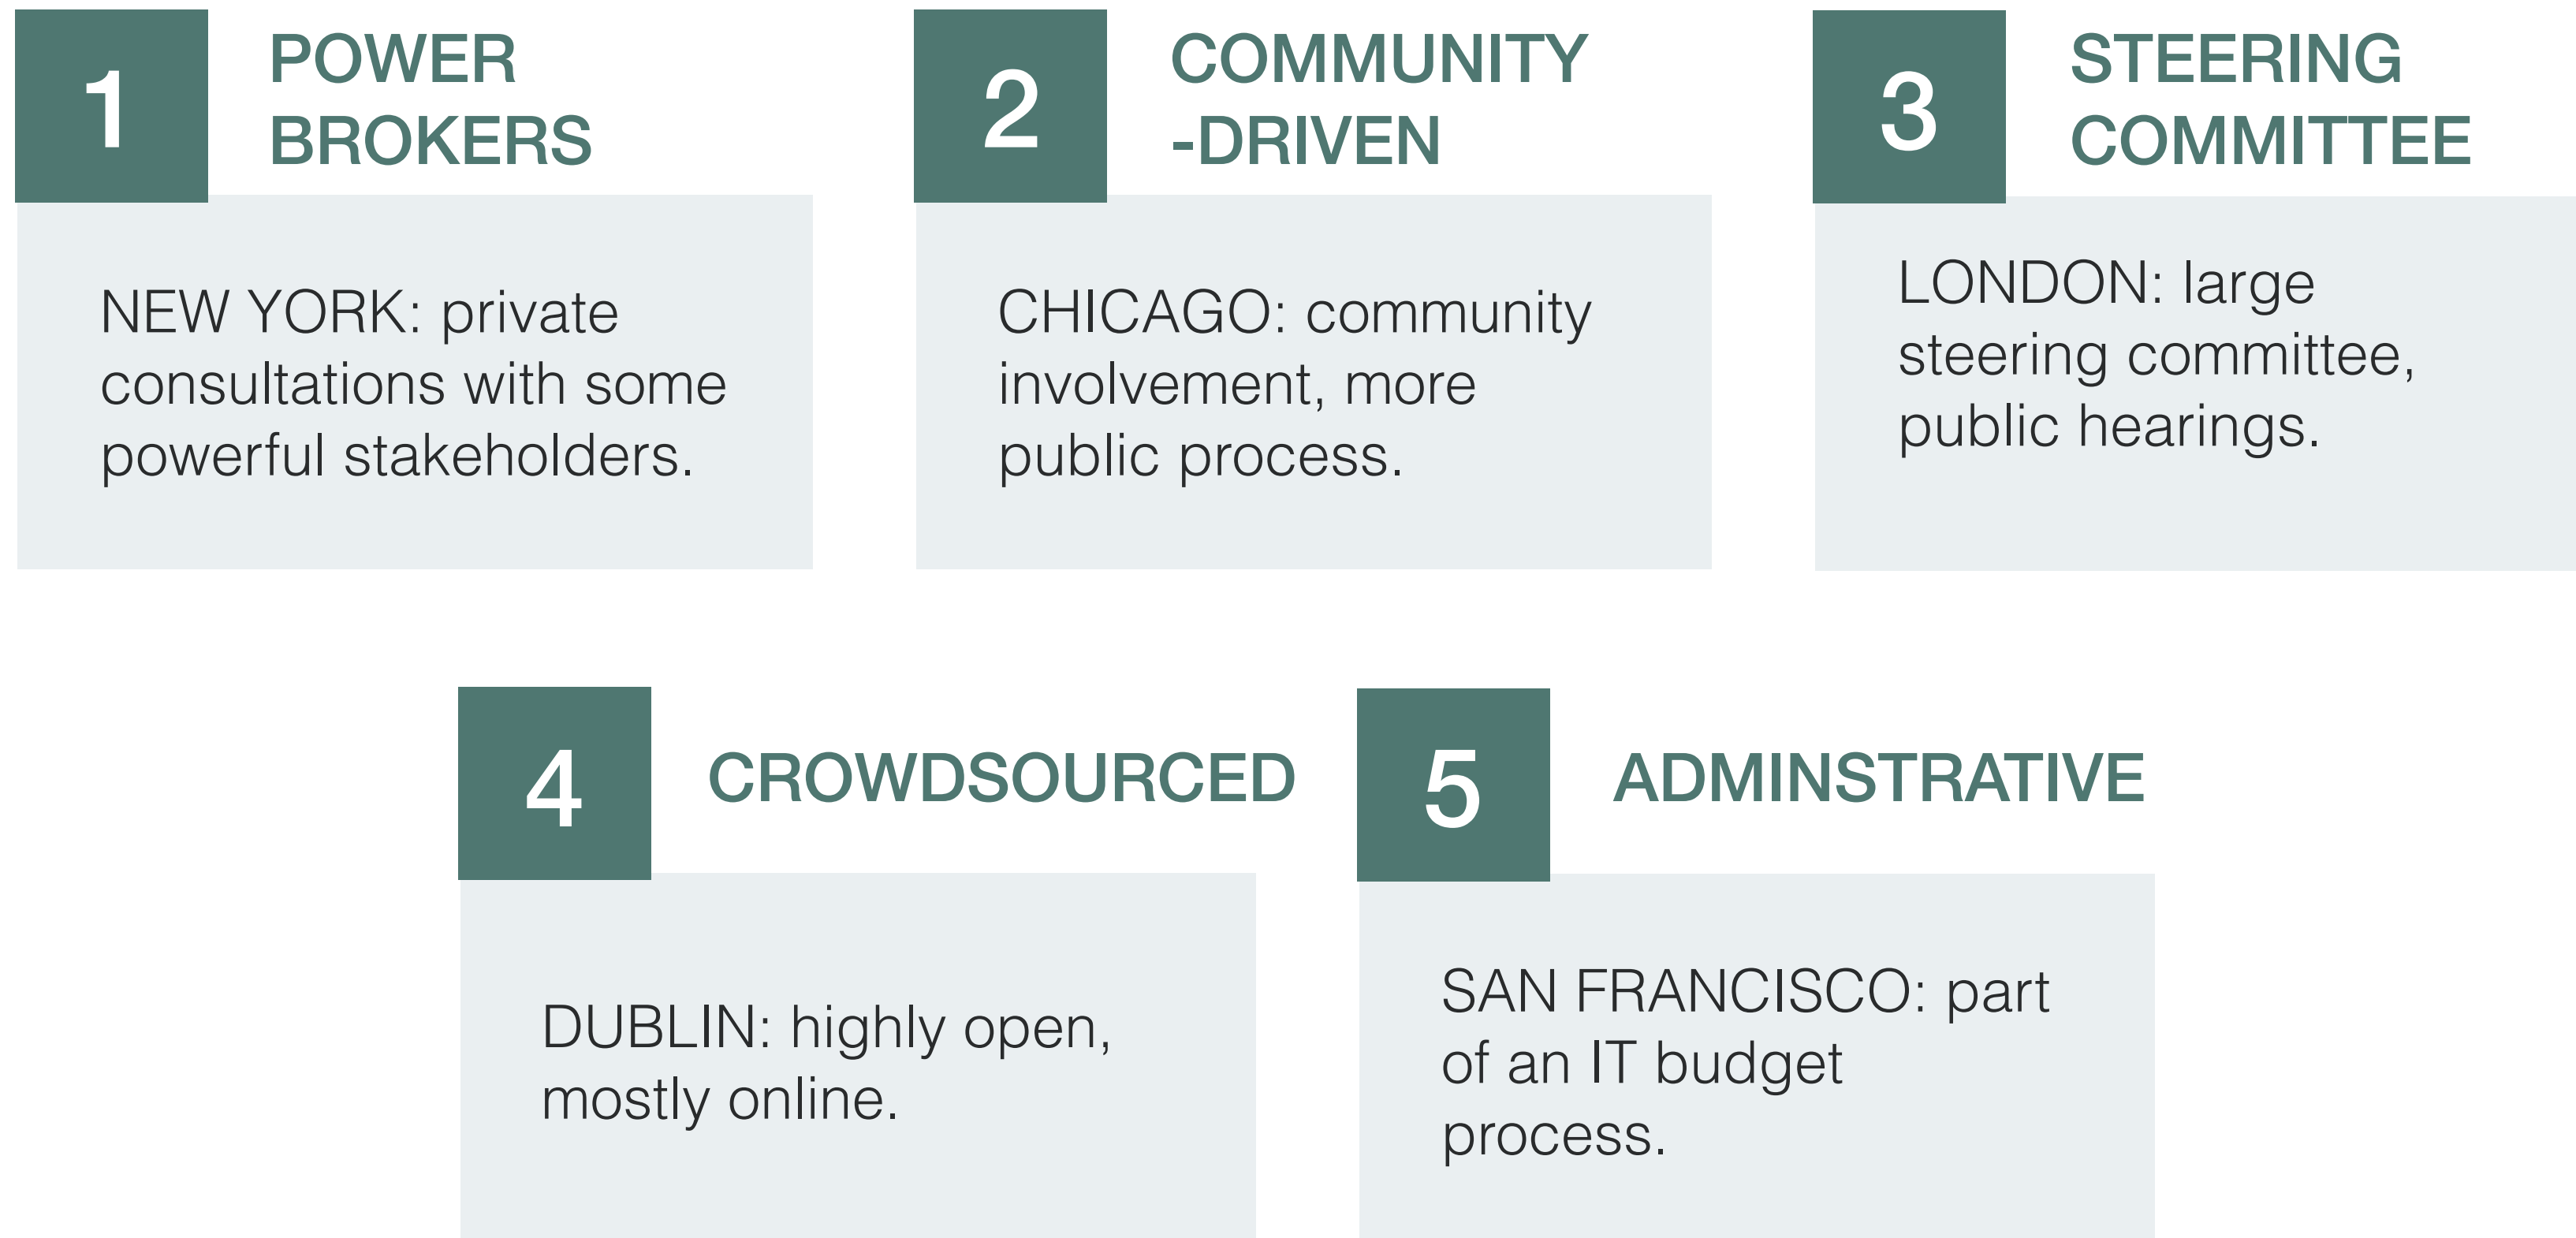 1
POWER
BROKERS
NEW YORK: private
consultations with some
powerful stakeholders.
2
COMMUNITY
-DRIVEN
CHICAGO: community
involvement, more
public process.
3
STEERING
COMMITTEE
LONDON: large
steering committee,
public hearings.
4
CROWDSOURCED
DUBLIN: highly open,
mostly online.
5
ADMINSTRATIVE
SAN FRANCISCO: part
of an IT budget
process.